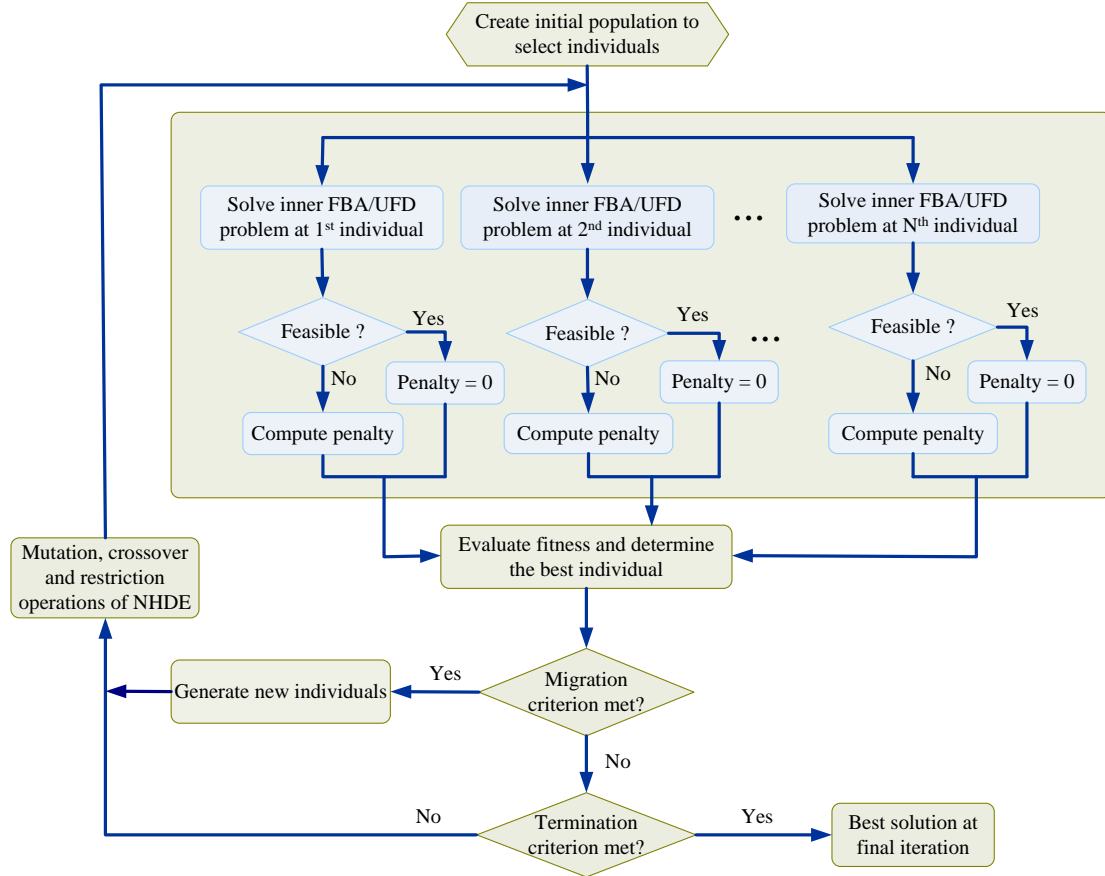 Create initial population to
select individuals
Solve inner FBA/UFD
problem at 1st individual
Solve inner FBA/UFD
problem at 2nd individual
...
Solve inner FBA/UFD
problem at Nth individual
Feasible ?
Yes
No
Penalty = 0
Compute penalty
Feasible ?
Yes
No
Penalty = 0
Compute penalty
...
Feasible ?
Yes
No
Penalty = 0
Compute penalty
Evaluate fitness and determine
the best individual
Mutation, crossover
and restriction
operations of NHDE
Migration
criterion met?
Yes
Generate new individuals
No
Termination
criterion met?
No
Yes
Best solution at
final iteration